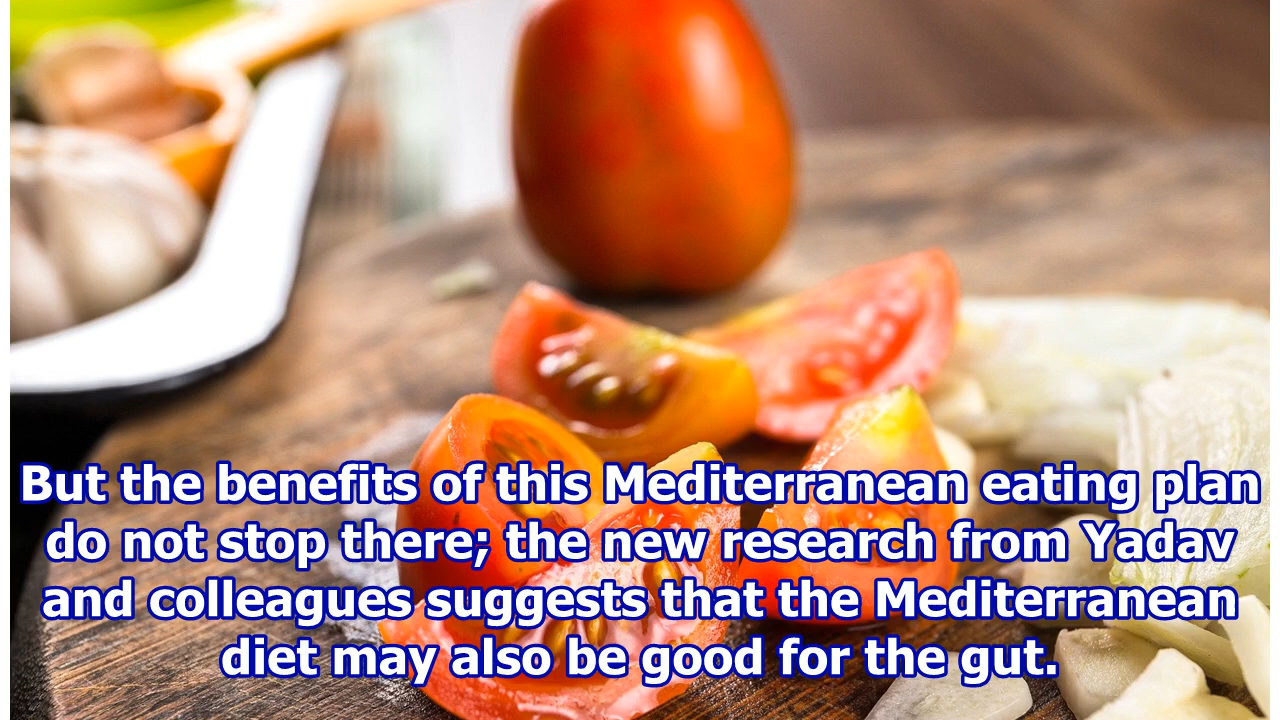 But the benefits of this Mediterranean eating plan
do not stop there; the new research from Yadav
and colleagues suggests that the Mediterranean
diet may also be good for the gut.